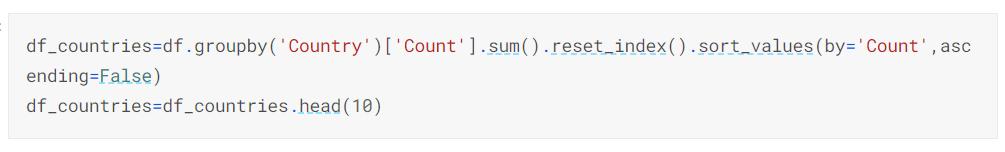 df_countries=df.groupby('Country')['Count'].sum().reset_index().sort_values(by='Count',asc
ending=False)
df_countries=df_countries.head(10)